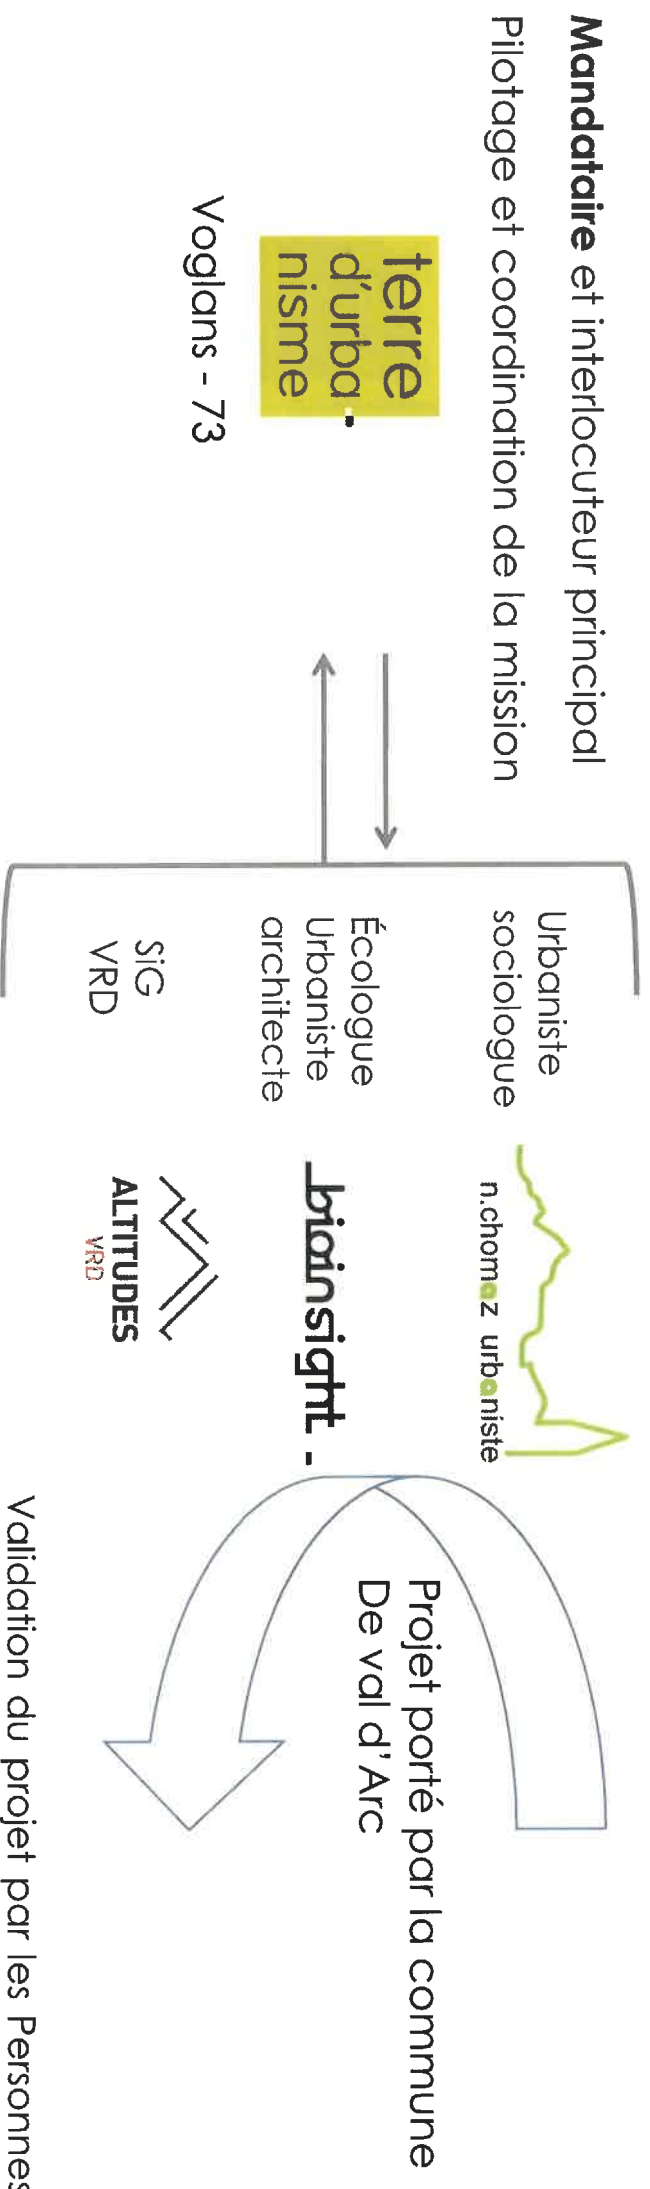 Mandataire et interlocuteur principal
Pilotage et coordination de la mission
terre
d'urba-
nisme
Voglans - 73
Urbaniste
sociologue
n.chomaz urbaniste
Écologue
Urbaniste
architecte
bioinsight -
SiG
VRD
ALTITUDES
VRD
Projet porté par la commune
De val d'Arc
Validation du projet par les Personnes